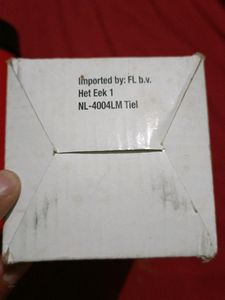 Imported by: FL b.v.
Het Eek 1
NL-4004LM Tiel